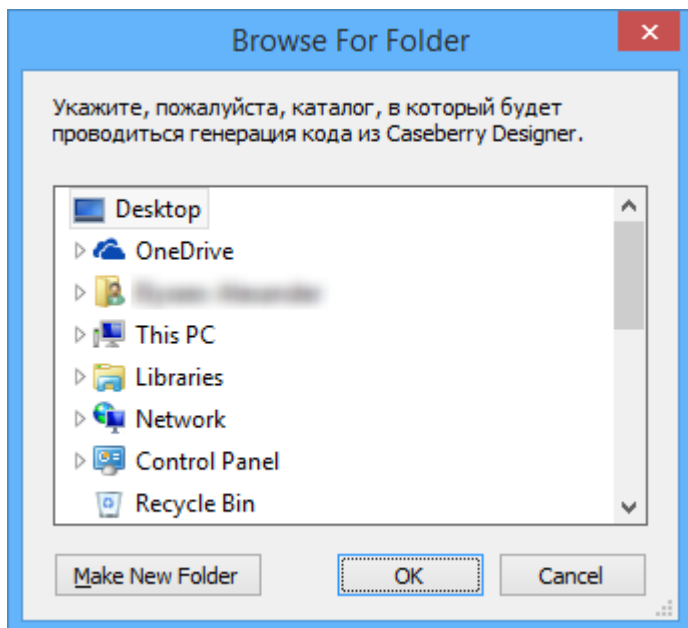 Browse For Folder
Укажите, пожалуйста, каталог, в который будет
проводиться генерация кода из Caseberry Designer.
Desktop
OneDrive
This PC
Libraries
Network
Control Panel
Recycle Bin
Make New Folder
OK
Cancel